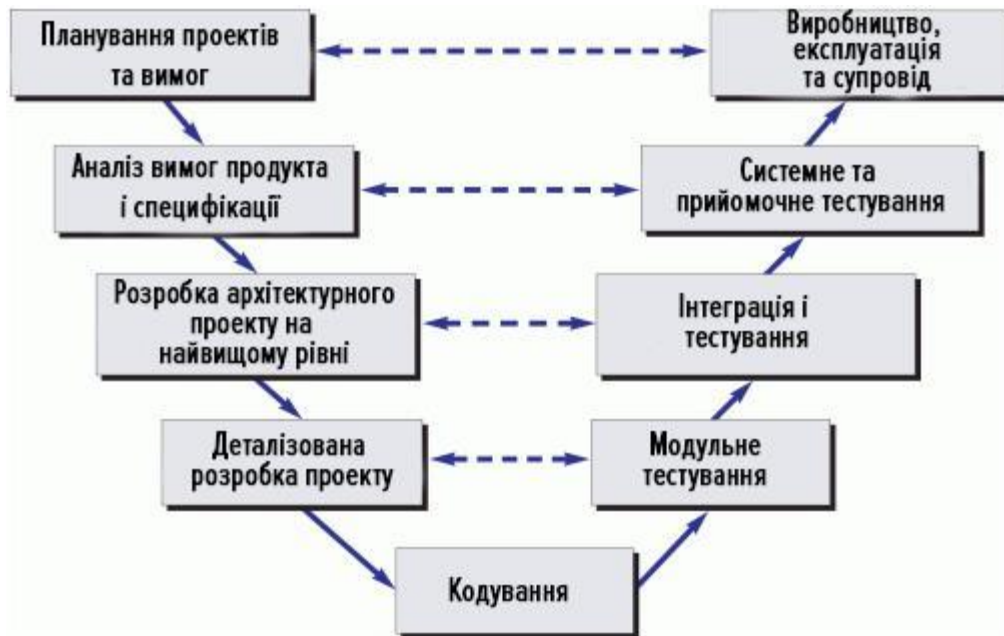 Планування проектів
та вимог
Виробництво,
експлуатація
та супровід
Аналіз вимог продукта
і специфікації
Системне та
прийомочне тестування
Розробка архітектурного
проекту на
найвищому рівні
Інтеграція і
тестування
Деталізована
розробка проекту
Модульне
тестування
Кодування